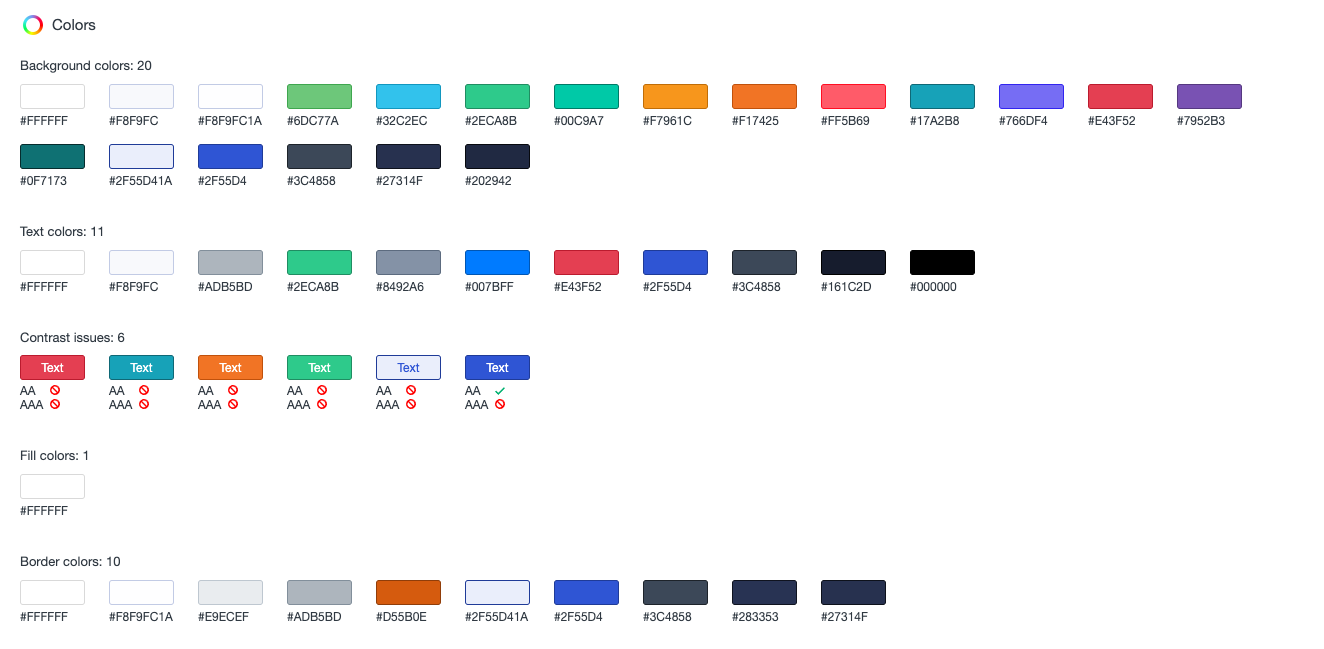 Colors
Background colors: 20
#FFFFFF #F8F9FC #F8F9FC1A #6DC77A #32C2EC #2ECA8B #00C9A7 #F7961C #F17425 #FF5B69 #17A2B8 #766DF4 #E43F52 #7952B3
#0F7173 #2F55D41A #2F55D4 #3C4858 #27314F #202942
Text colors: 11
#FFFFFF #F8F9FC #ADB5BD #2ECA8B #8492A6 #007BFF #E43F52 #2F55D4 #3C4858 #161C2D #000000
Contrast issues: 6
Text Text Text Text Text Text
AA AA AA AA AA AA
AAA AAA AAA AAA AAA AAA
Fill colors: 1
#FFFFFF
Border colors: 10
#FFFFFF #F8F9FC1A #E9ECEF #ADB5BD #D55B0E #2F55D41A #2F55D4 #3C4858 #283353 #27314F